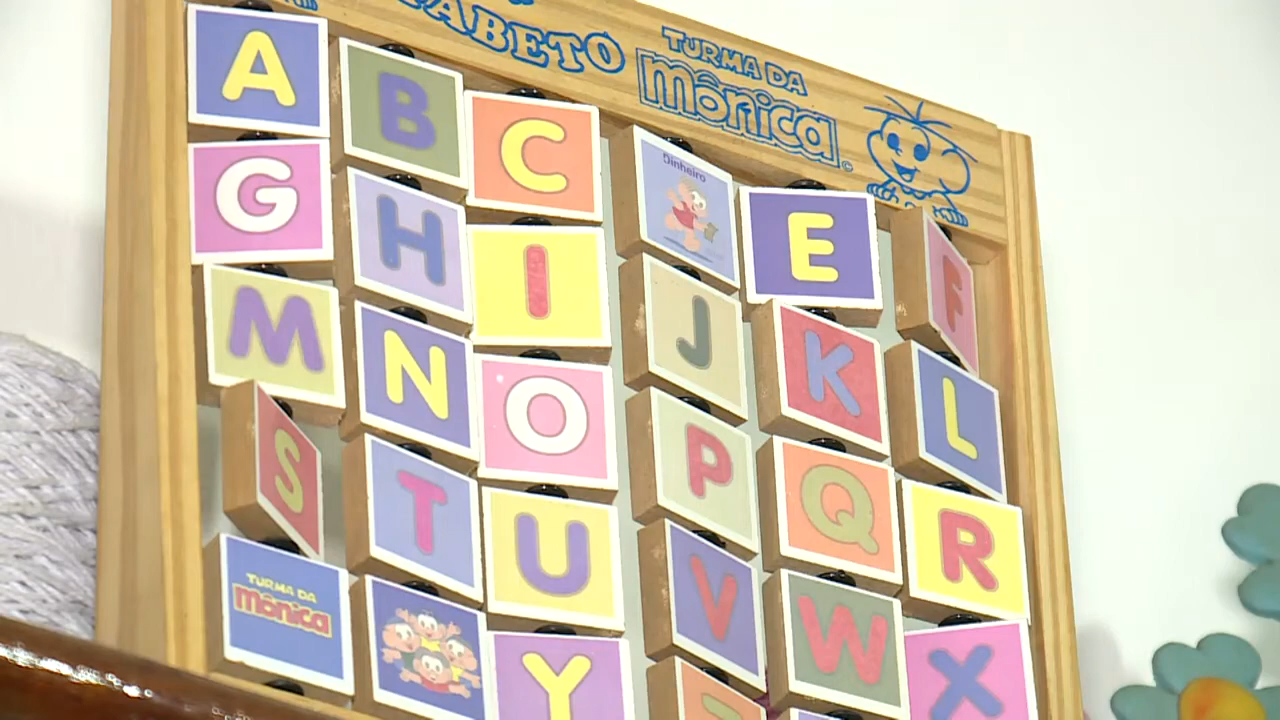 ABETO
TURMA DA
mônica
©
A B C Dinheiro E F
G H I J K L
M N O P Q R
S T U V W X
TURMA DA
mônica
Y